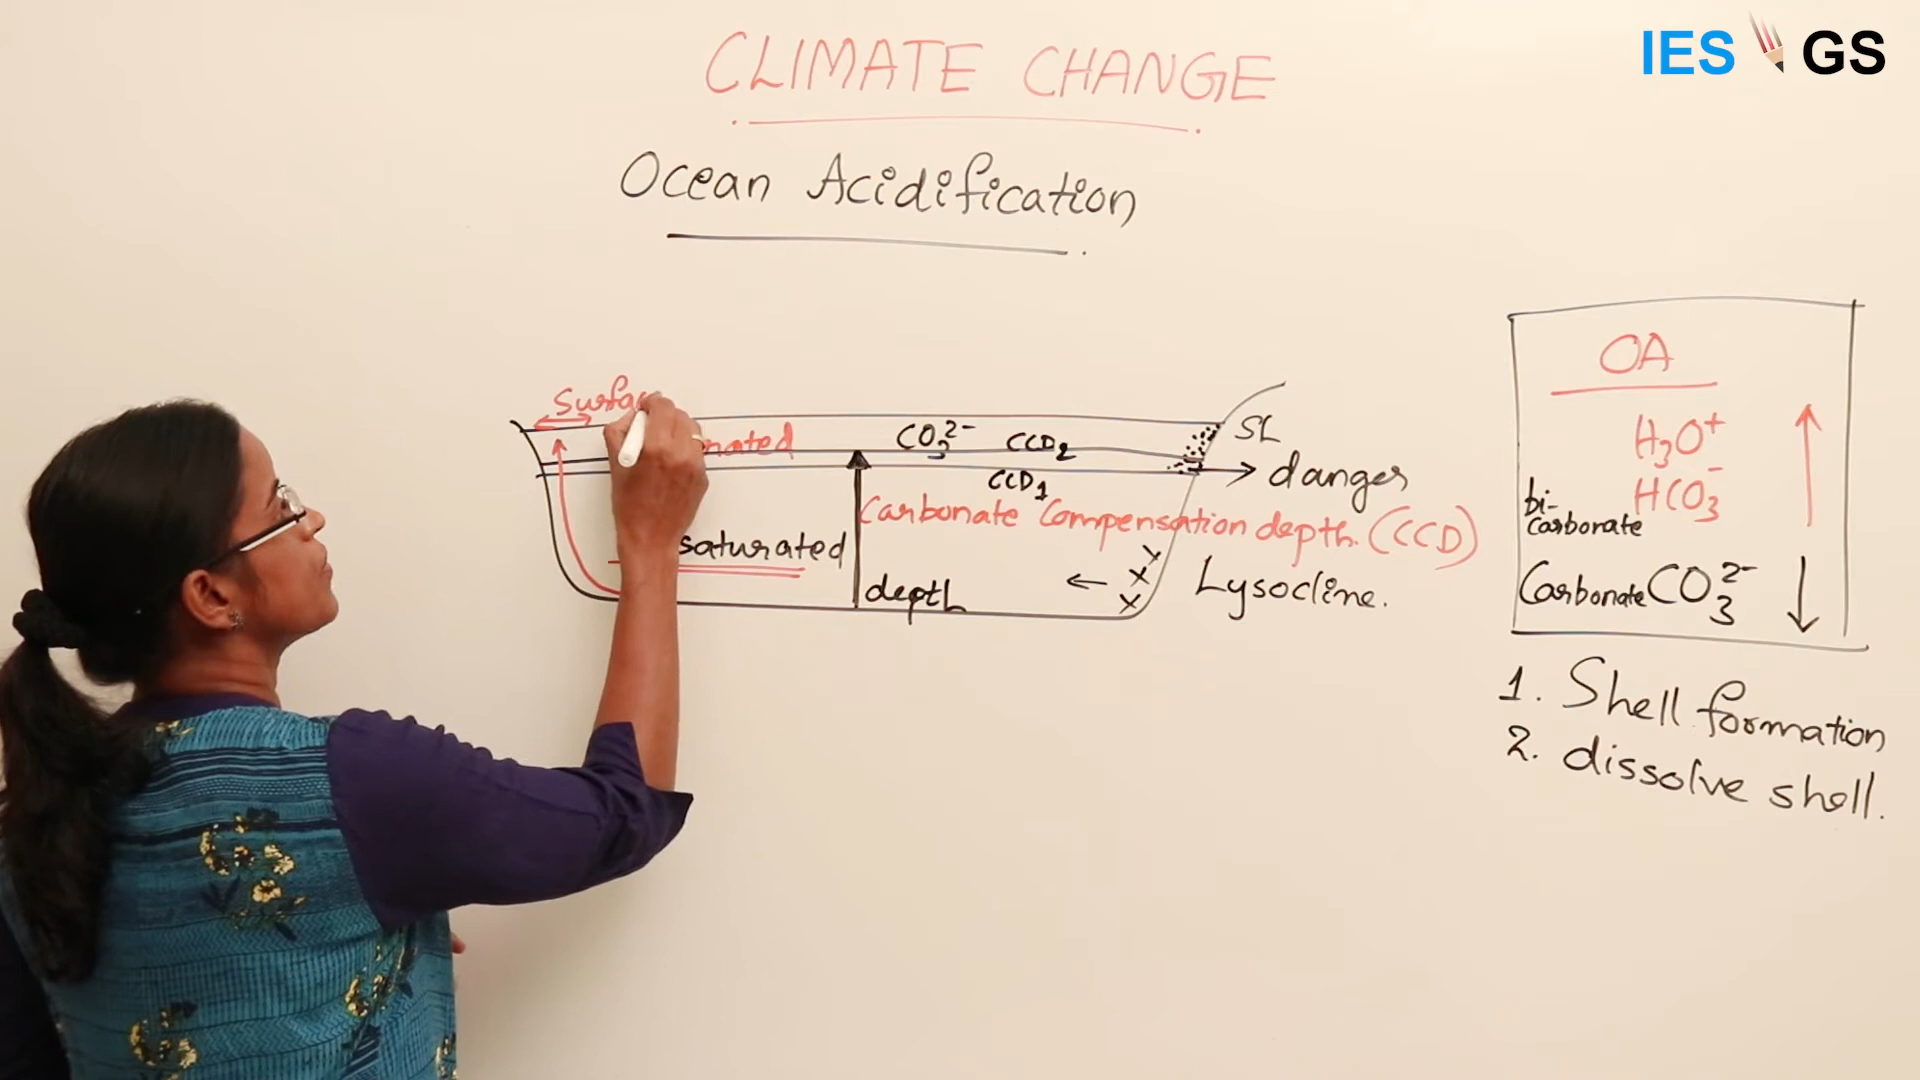 IES GS
CLIMATE CHANGE
Ocean Acidification
OA
H3O+
HCO3-
bi-
carbonate
Carbonate CO3 2-
1. Shell formation
2. dissolve shell.
CO3 2- CCD2
SL
danger
CCD1
Carbonate Compensation depth. (CCD)
saturated
depth
Lysocline.